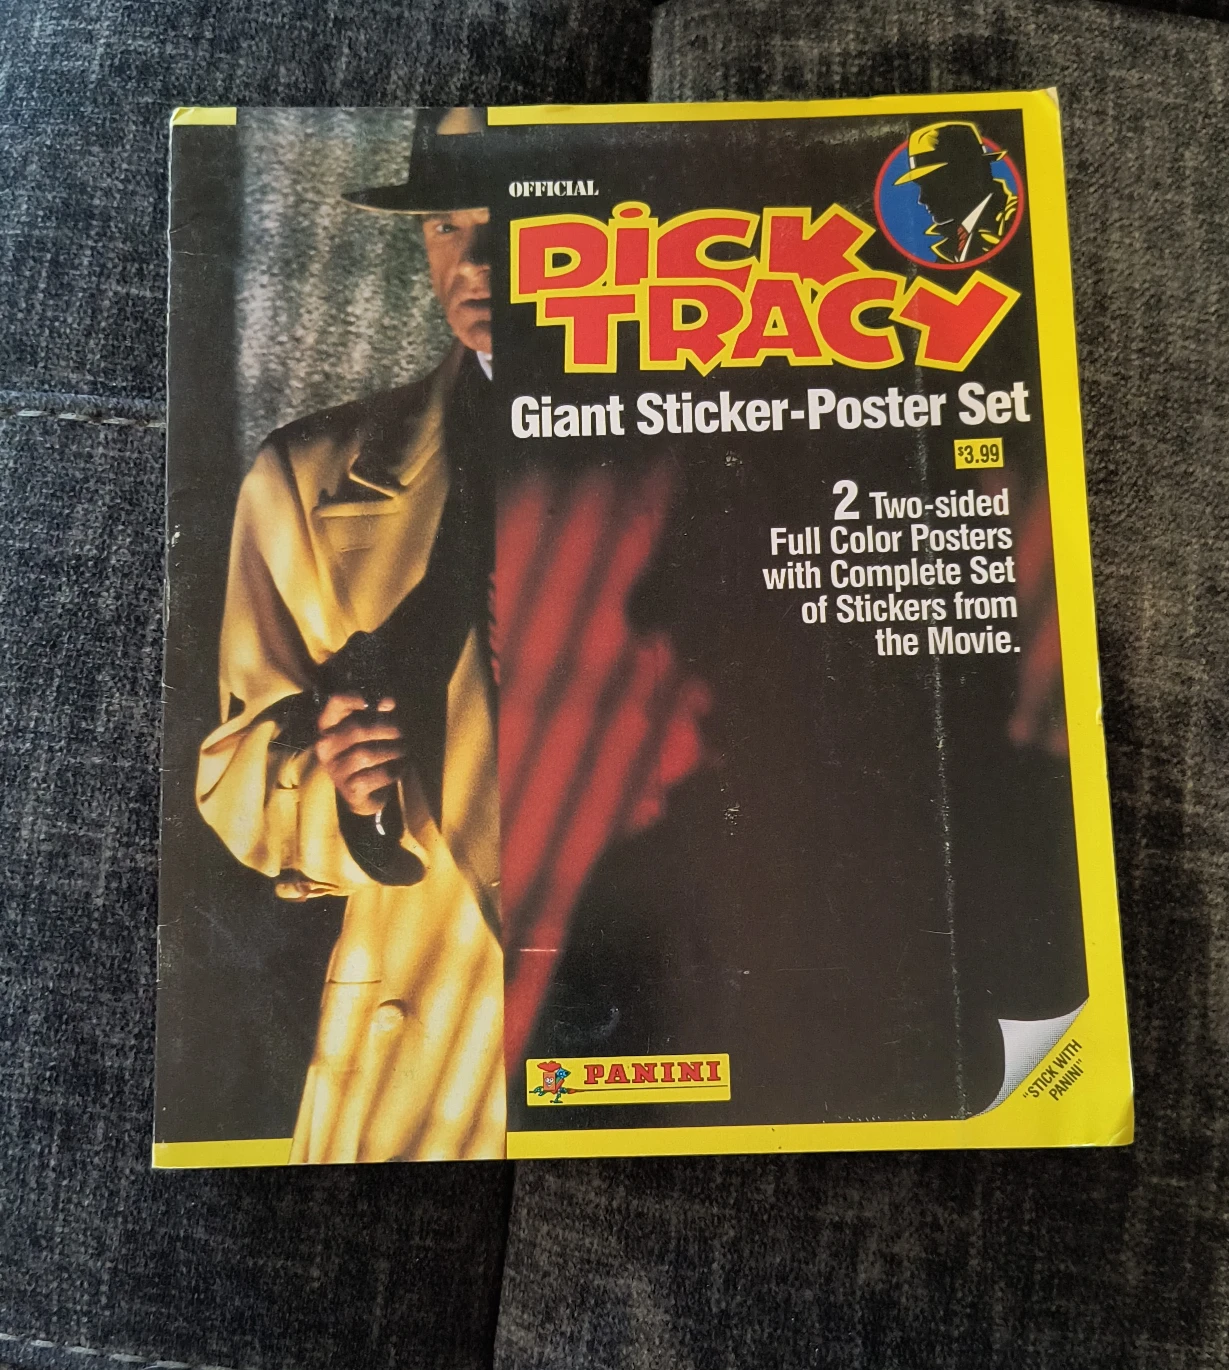 OFFICIAL
DiCK
TRACY
Giant Sticker-Poster Set
$3.99
2 Two-sided
Full Color Posters
with Complete Set
of Stickers from
the Movie.
PANINI
"STICK WITH
PANINI"